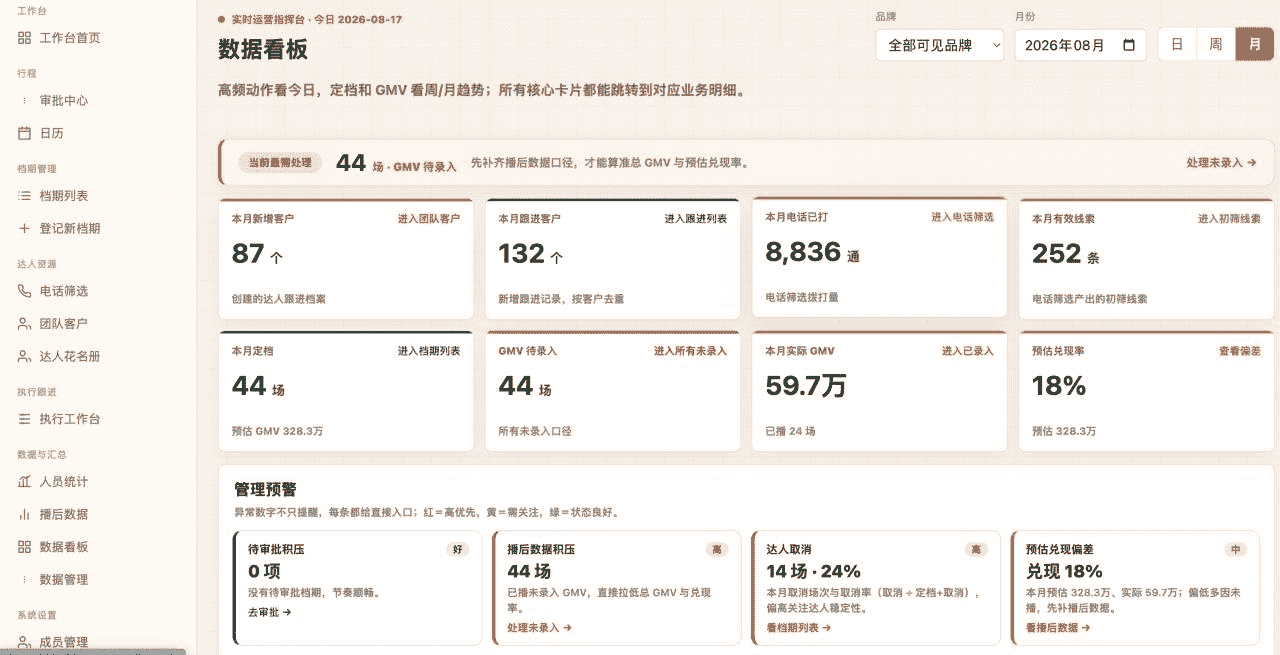 工作台
工作台首页
行程
审批中心
日历
档期管理
档期列表
登记新档期
达人资源
电话筛选
团队客户
达人花名册
执行跟进
执行工作台
数据与汇总
人员统计
播后数据
数据看板
数据管理
系统设置
成员管理
实时运营指挥台 · 今日 2026-08-17
数据看板
高频动作看今日，定档和 GMV 看周/月趋势；所有核心卡片都能跳转到对应业务明细。
品牌
全部可见品牌
月份
2026年08月
日 周 月
当前最需处理 44 场 · GMV 待录入 先补齐播后数据口径，才能算准总 GMV 与预估兑现率。 处理未录入 →
本月新增客户 进入团队客户
87 个
创建的达人跟进档案
本月跟进客户 进入跟进列表
132 个
新增跟进记录，按客户去重
本月电话已打 进入电话筛选
8,836 通
电话筛选拨打量
本月有效线索 进入初筛线索
252 条
电话筛选产出的初筛线索
本月定档 进入档期列表
44 场
预估 GMV 328.3万
GMV 待录入 进入所有未录入
44 场
所有未录入口径
本月实际 GMV 进入已录入
59.7万
已播 24 场
预估兑现率 查看偏差
18%
预估 328.3万
管理预警
异常数字不只提醒，每条都给直接入口；红＝高优先，黄＝需关注，绿＝状态良好。
待审批积压 好
0 项
没有待审批档期，节奏顺畅。
去审批 →
播后数据积压 高
44 场
已播未录入 GMV，直接拉低总 GMV 与兑现
率。
处理未录入 →
达人取消 高
14 场 · 24%
本月取消场次与取消率（取消 ÷ 定档+取消），
偏高关注达人稳定性。
看档期列表 →
预估兑现偏差 中
兑现 18%
本月预估 328.3万、实际 59.7万；偏低多因未
播，先补播后数据。
看播后数据 →